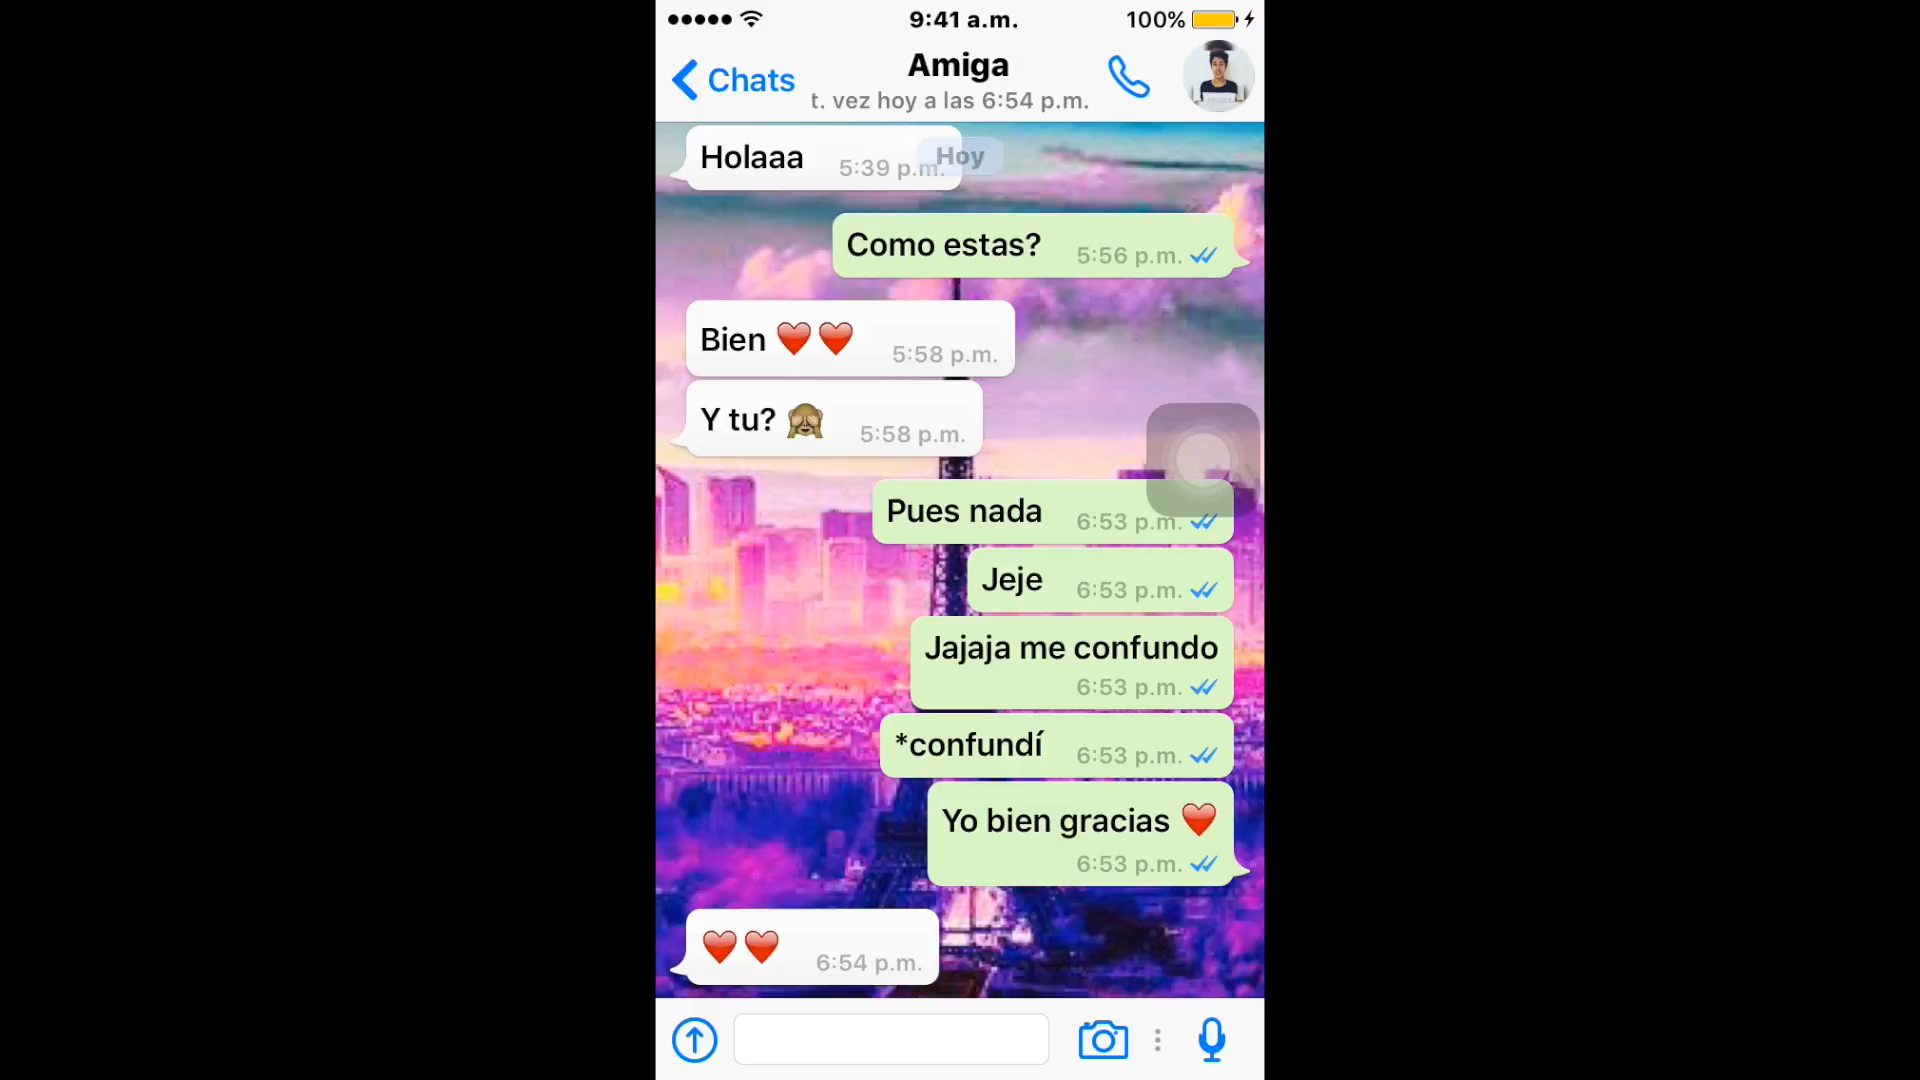 9:41 a.m.
100%
Chats
Amiga
t. vez hoy a las 6:54 p.m.
Hoy
Holaaa
5:39 p.m.
Como estas?
5:56 p.m.
Bien ❤️❤️
5:58 p.m.
Y tu? 🙈
5:58 p.m.
Pues nada
6:53 p.m.
Jeje
6:53 p.m.
Jajaja me confundo
6:53 p.m.
*confundí
6:53 p.m.
Yo bien gracias ❤️
6:53 p.m.
❤️❤️
6:54 p.m.